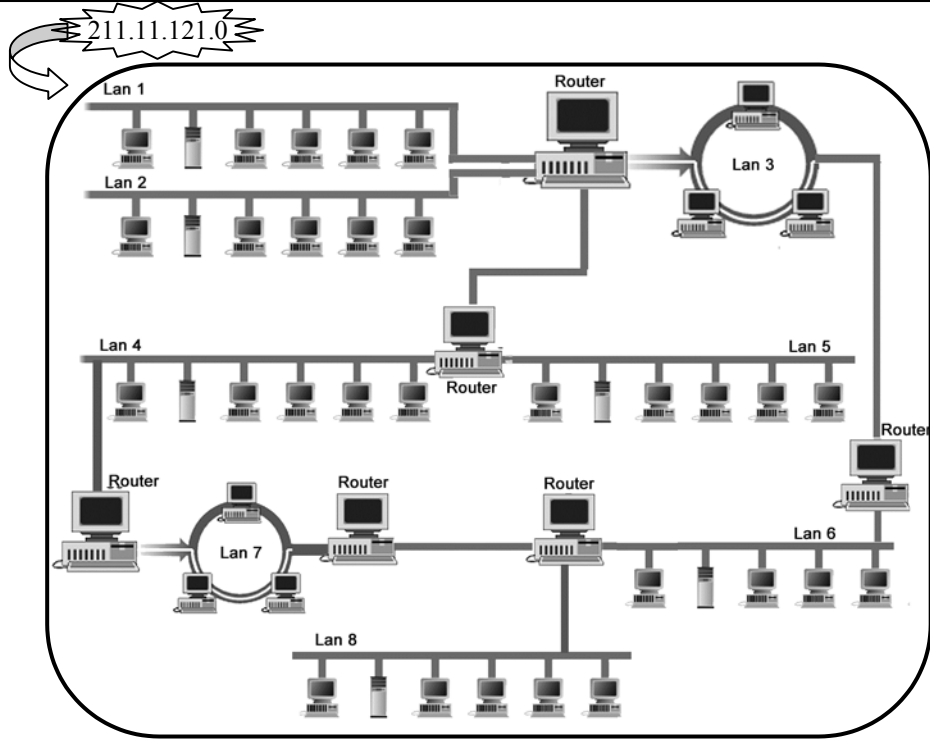 211.11.121.0
Lan 1
Router
Lan 2
Lan 3
Lan 4
Lan 5
Router
Router
Router
Router
Router
Lan 6
Lan 7
Lan 8